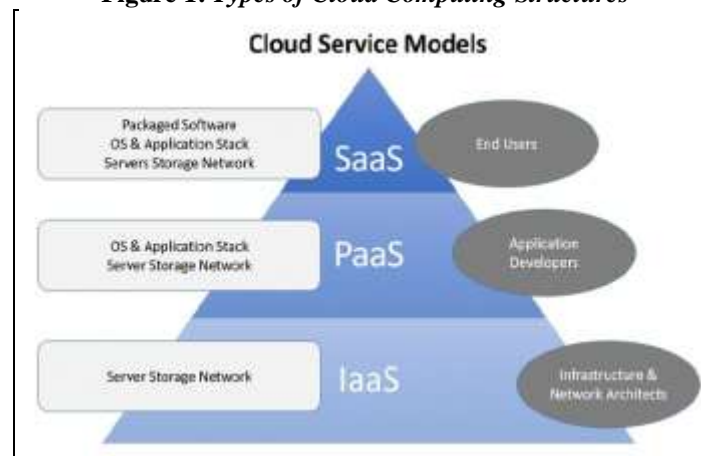 Figure 1. Types of Cloud Computing Structures
Cloud Service Models
Packaged Software
OS & Application Stack
Servers Storage Network
SaaS
End Users
OS & Application Stack
Server Storage Network
PaaS
Application
Developers
Server Storage Network
IaaS
Infrastructure &
Network Architects